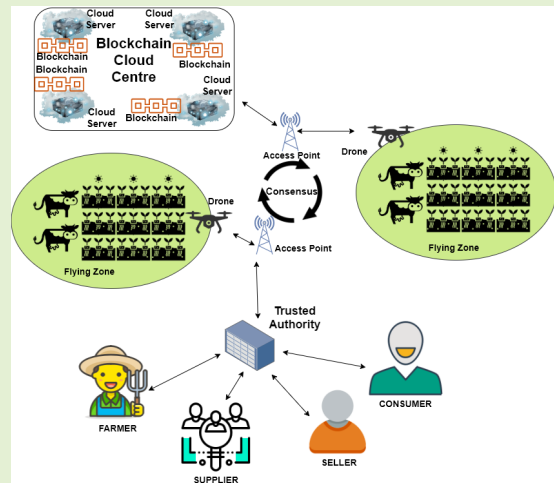 Cloud
Server
Cloud
Server
Blockchain
Blockchain
Blockchain
Cloud
Centre
Blockchain
Cloud
Server
Blockchain
Cloud
Server
Access Point
Drone
Consensus
Drone
Access Point
Flying Zone
Flying Zone
Trusted
Authority
FARMER
SUPPLIER
SELLER
CONSUMER